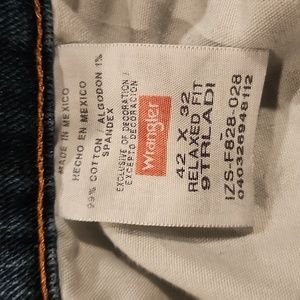 MADE IN MEXICO
HECHO EN MEXICO
99% COTTON / ALGODON 1%
SPANDEX
EXCLUSIVE OF DECORATION /
EXCEPTO DECORACION
Wrangler
42 X 32
RELAXED FIT
9TRLADI
IZS-F828-028
040326948112